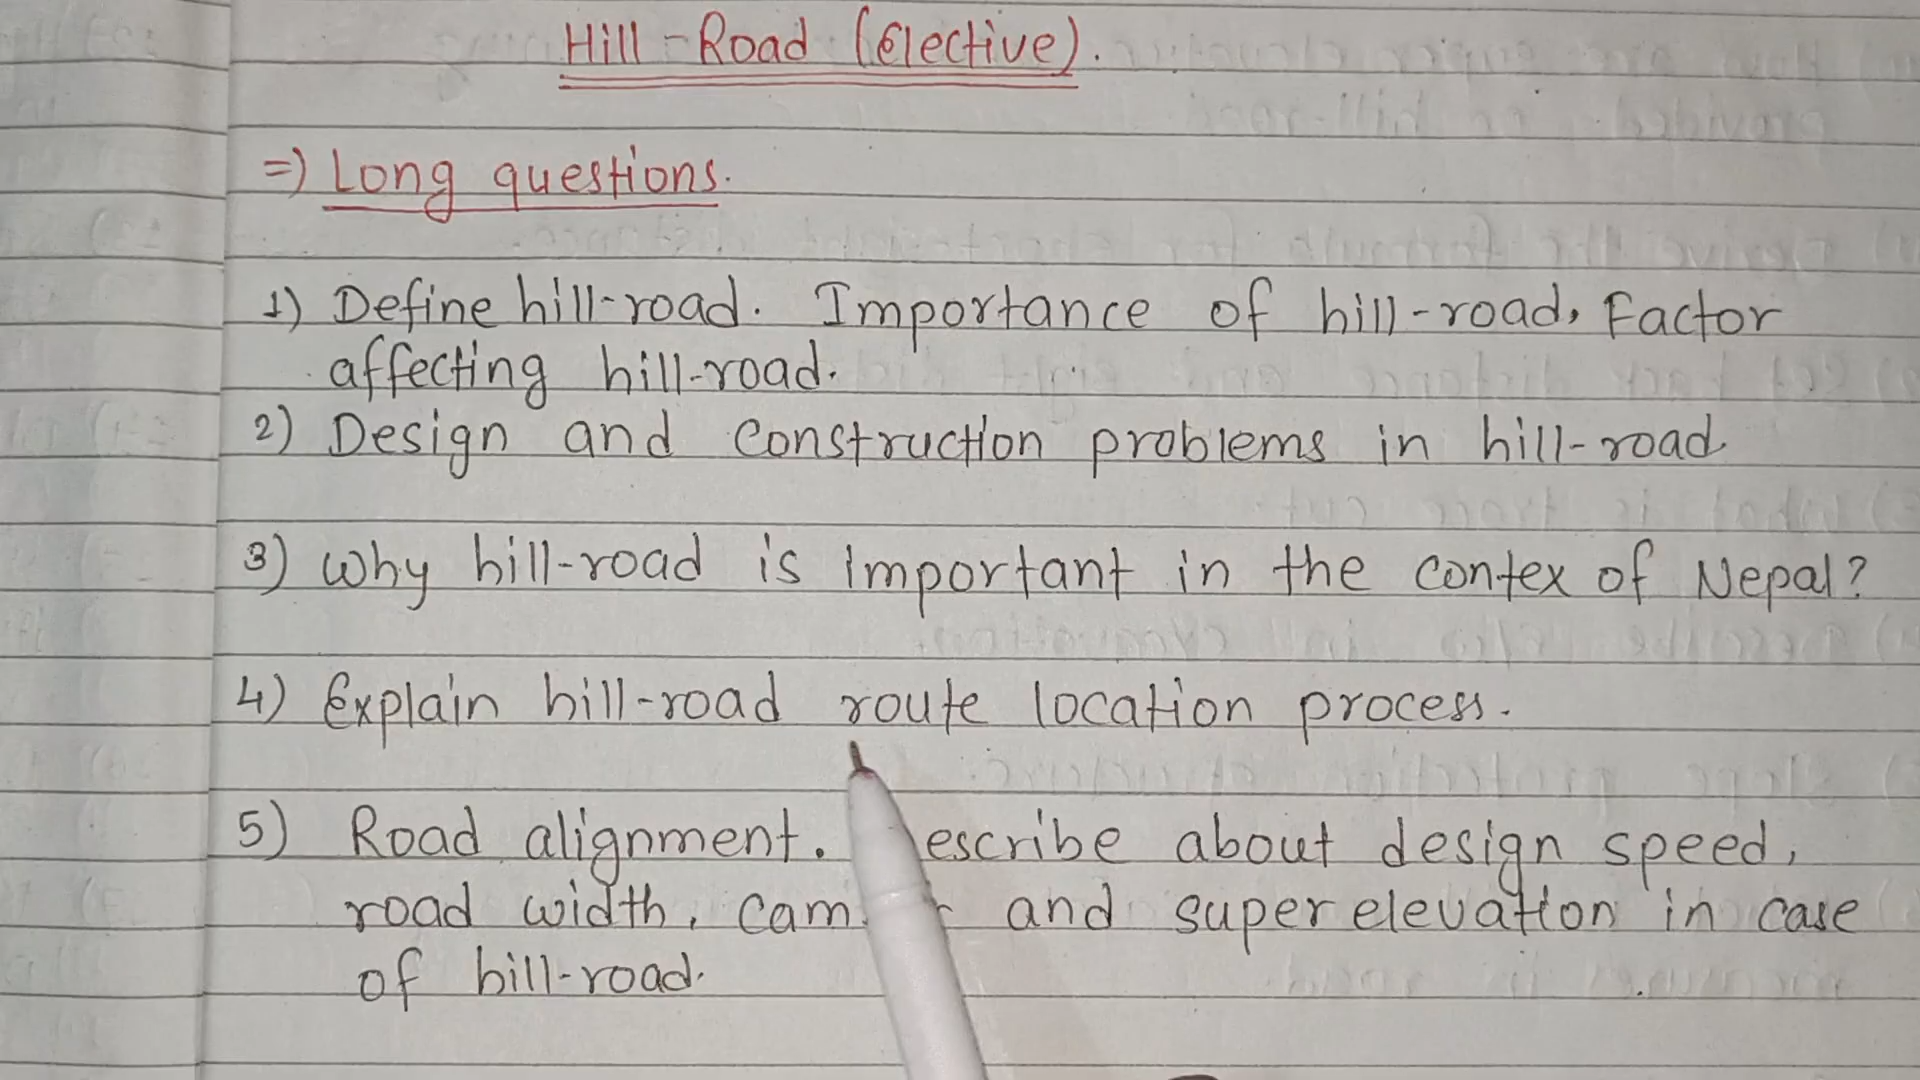 Hill-Road (Elective).
=) Long questions.
1) Define hill-road. Importance of hill-road, Factor
affecting hill-road.
2) Design and construction problems in hill-road
3) Why hill-road is important in the contex of Nepal?
4) Explain hill-road route location process.
5) Road alignment. escribe about design speed,
road width, cam and super elevation in case
of hill-road.